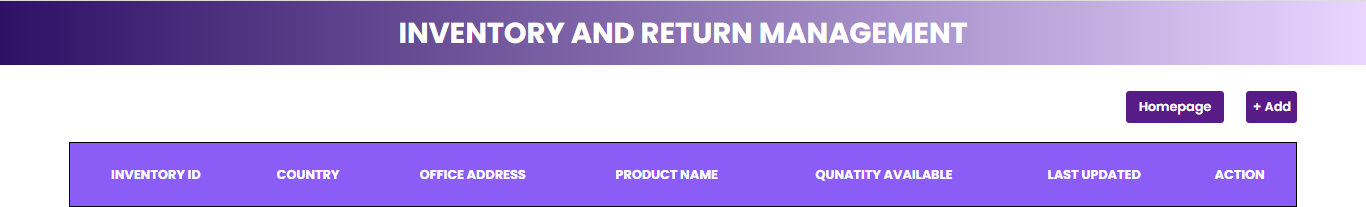 INVENTORY AND RETURN MANAGEMENT
Homepage + Add
INVENTORY ID COUNTRY OFFICE ADDRESS PRODUCT NAME QUNATITY AVAILABLE LAST UPDATED ACTION